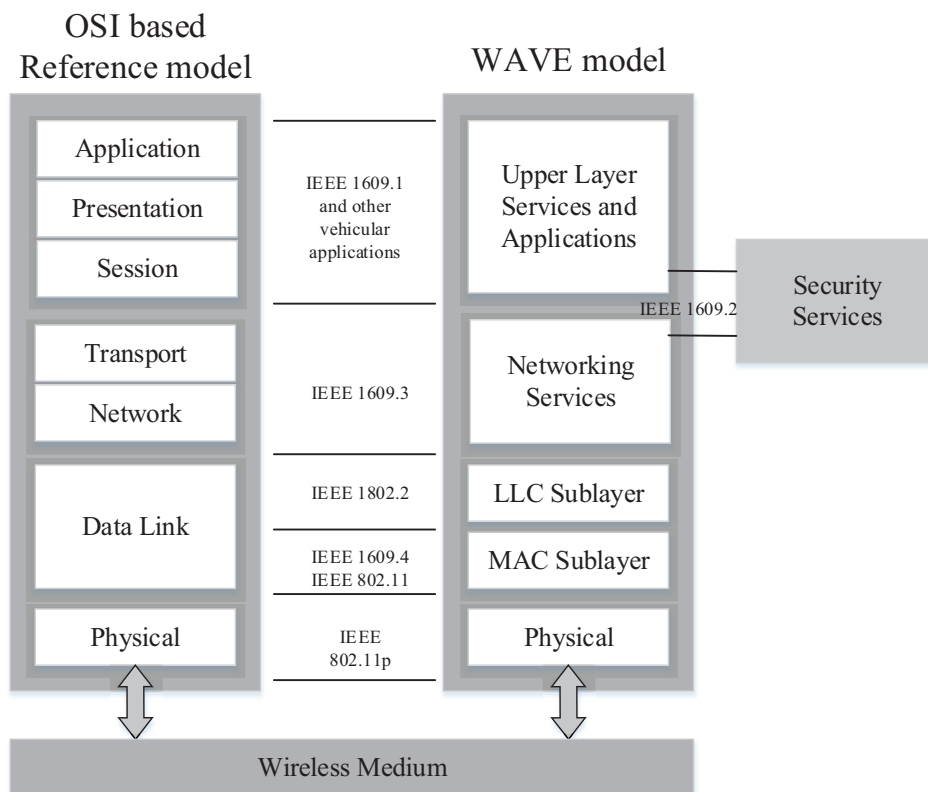 OSI based
Reference model
WAVE model
Application
Presentation
Session
Transport
Network
Data Link
Physical
IEEE 1609.1
and other
vehicular
applications
IEEE 1609.3
IEEE 1802.2
IEEE 1609.4
IEEE 802.11
IEEE
802.11p
Upper Layer
Services and
Applications
Networking
Services
LLC Sublayer
MAC Sublayer
Physical
IEEE 1609.2
Security
Services
Wireless Medium